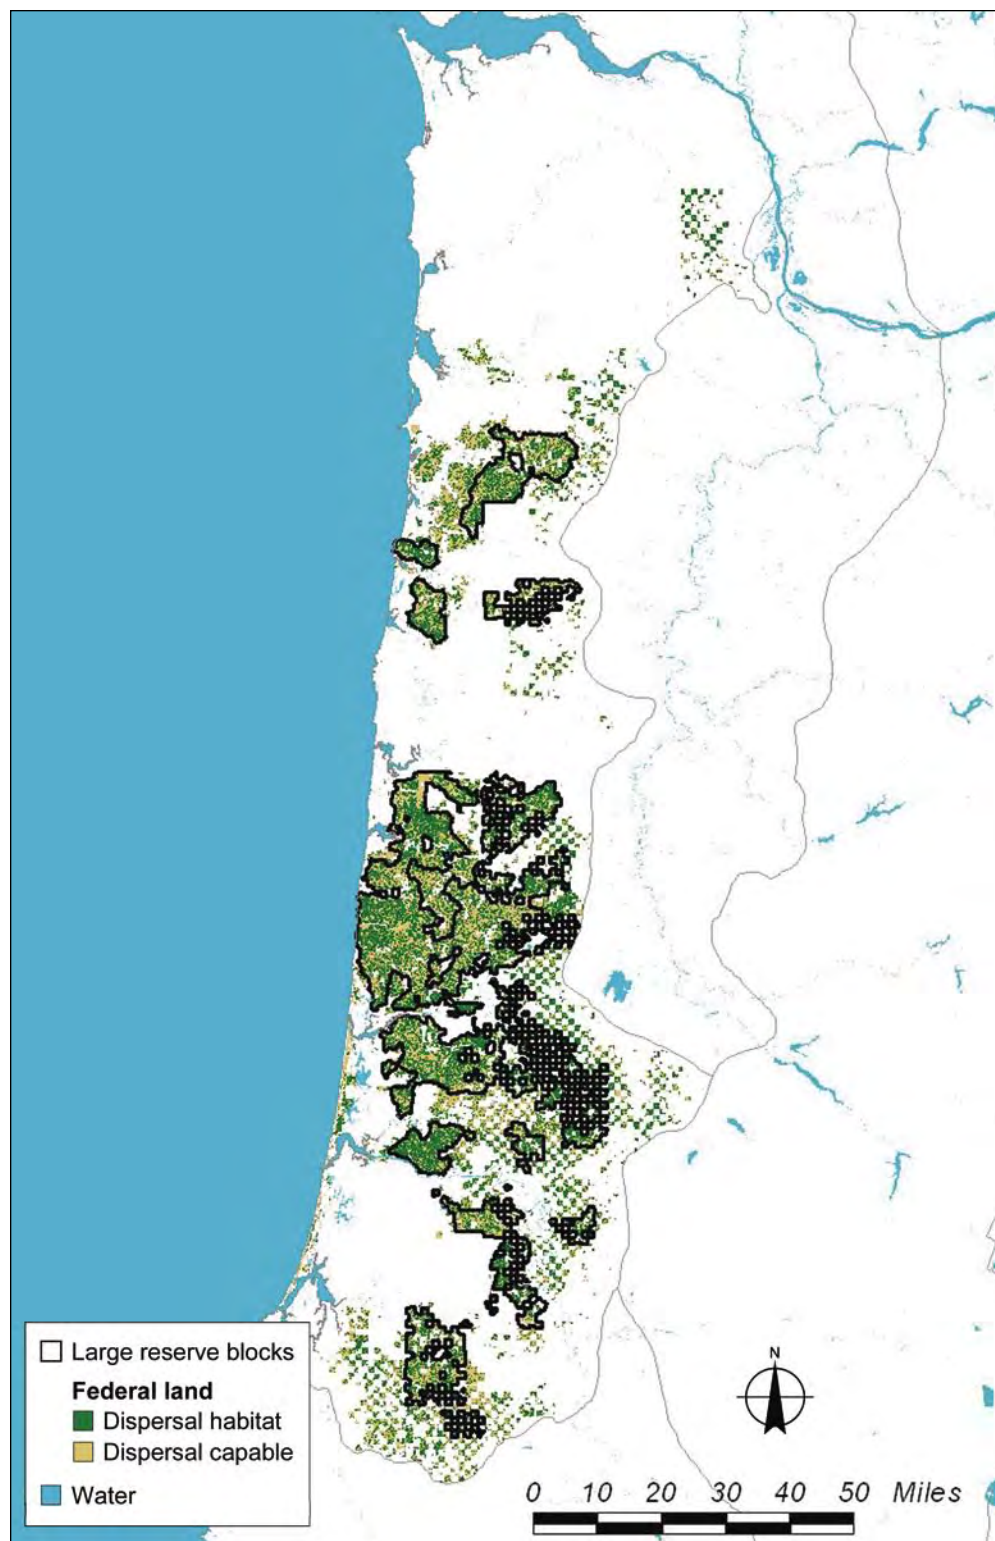 N
Large reserve blocks
Federal land
Dispersal habitat
Dispersal capable
Water
0 10 20 30 40 50 Miles